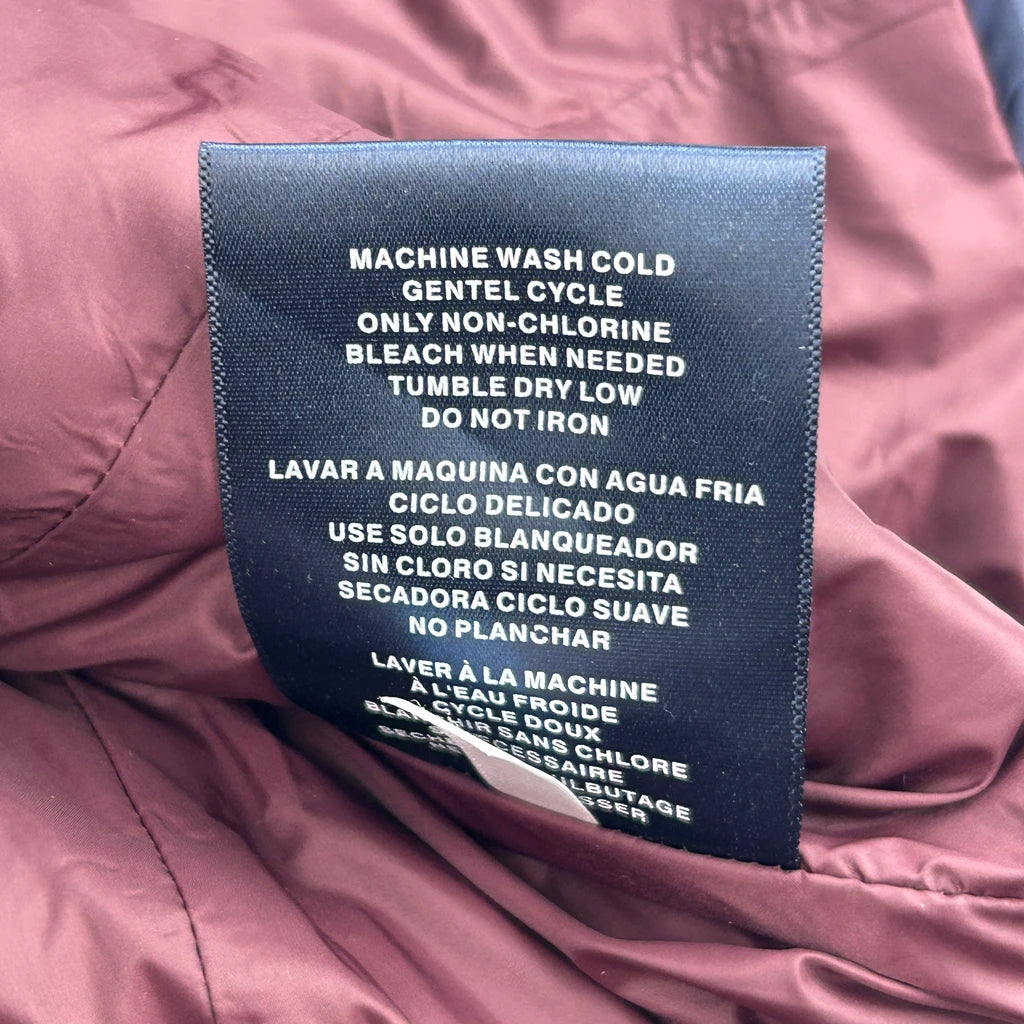 MACHINE WASH COLD
GENTEL CYCLE
ONLY NON-CHLORINE
BLEACH WHEN NEEDED
TUMBLE DRY LOW
DO NOT IRON
LAVAR A MAQUINA CON AGUA FRIA
CICLO DELICADO
USE SOLO BLANQUEADOR
SIN CLORO SI NECESITA
SECADORA CICLO SUAVE
NO PLANCHAR
LAVER À LA MACHINE
À L'EAU FROIDE
CYCLE DOUX
SANS CHLORE